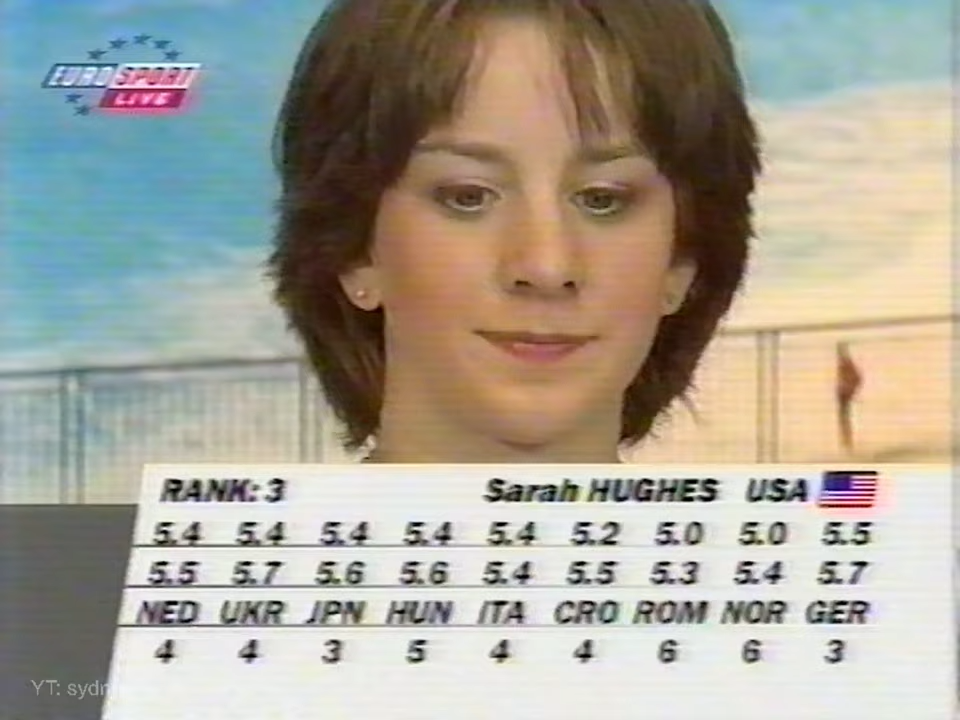 EUROSPORT
LIVE
RANK: 3 Sarah HUGHES USA
5.4 5.4 5.4 5.4 5.4 5.2 5.0 5.0 5.5
5.5 5.7 5.6 5.6 5.4 5.5 5.3 5.4 5.7
NED UKR JPN HUN ITA CRO ROM NOR GER
4 4 3 5 4 4 6 6 3
YT: